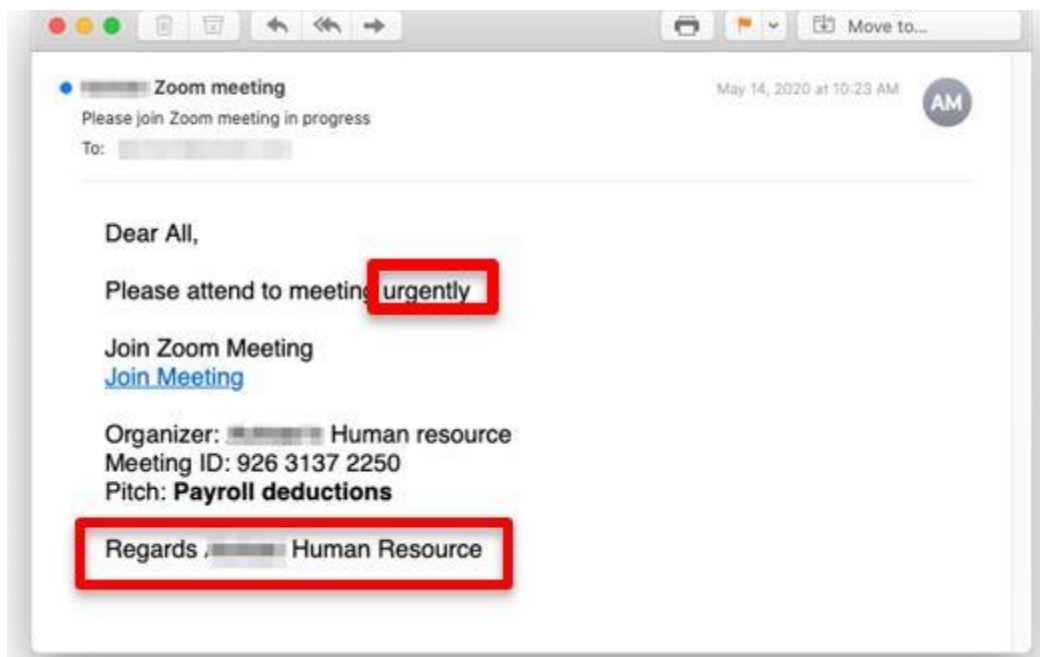 Move to...
Zoom meeting
May 14, 2020 at 10:23 AM
AM
Please join Zoom meeting in progress
To:
Dear All,
Please attend to meeting urgently
Join Zoom Meeting
Join Meeting
Organizer: Human resource
Meeting ID: 926 3137 2250
Pitch: Payroll deductions
Regards Human Resource